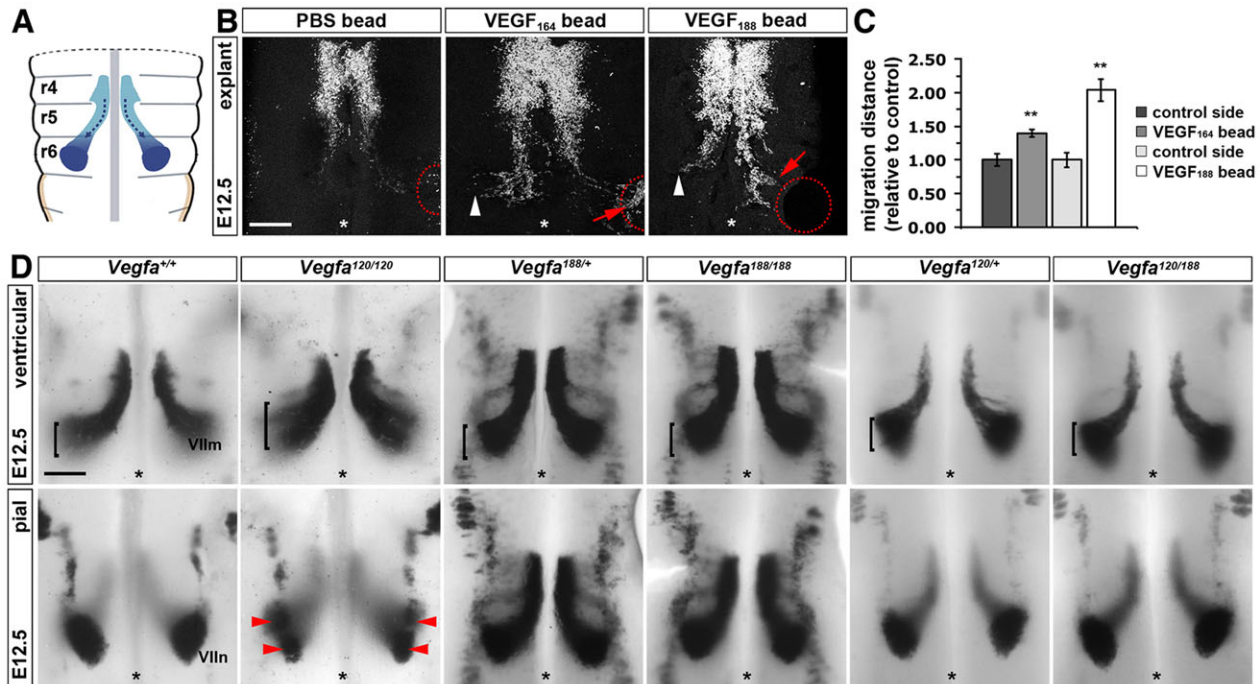 A
r4
r5
r6
B
PBS bead
VEGF164 bead
VEGF188 bead
explant
E12.5
*
*
*
C
migration distance
(relative to control)
2.50
2.00
1.50
1.00
0.50
0.00
**
**
control side
VEGF164 bead
control side
VEGF188 bead
D
Vegfa+/+
Vegfa120/120
Vegfa188/+
Vegfa188/188
Vegfa120/+
Vegfa120/188
ventricular
E12.5
VIIm
*
*
*
*
*
*
pial
E12.5
VIIn
*
*
*
*
*
*